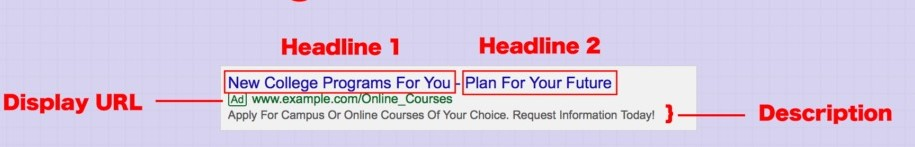 Headline 1 Headline 2
New College Programs For You - Plan For Your Future
Display URL
Ad www.example.com/Online_Courses
Apply For Campus Or Online Courses Of Your Choice. Request Information Today! } Description